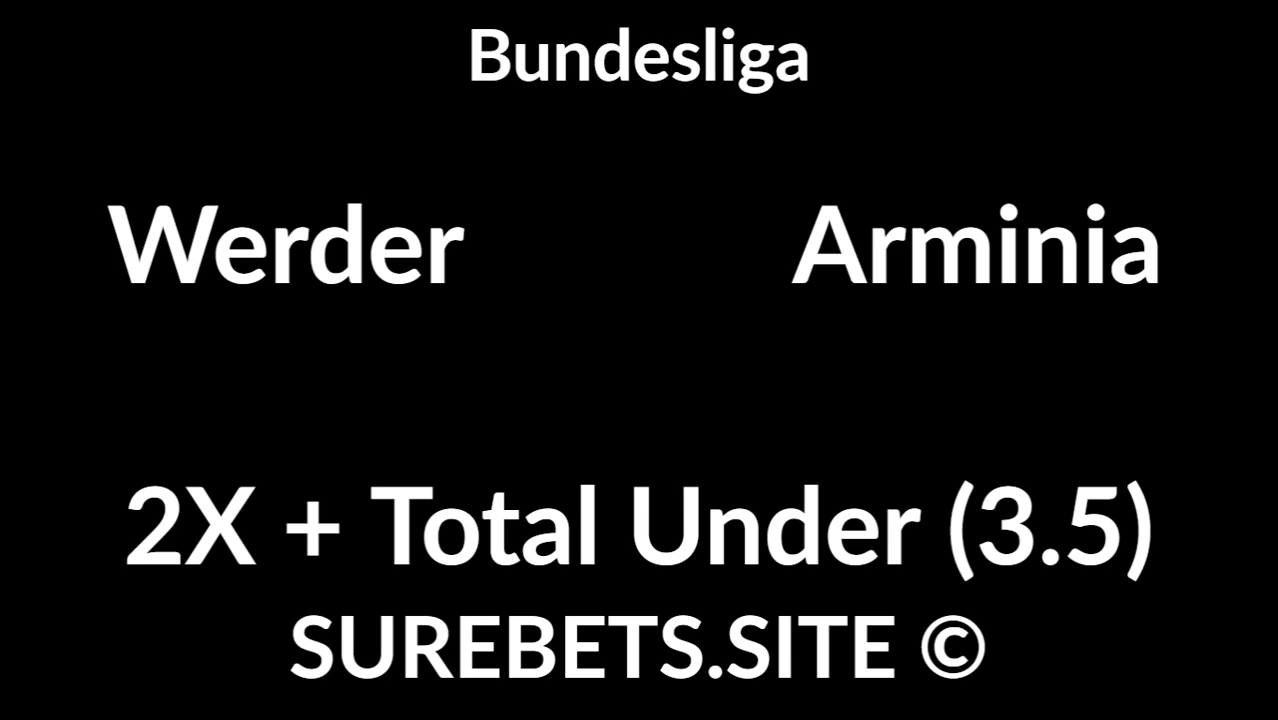 Bundesliga
Werder Arminia
2X + Total Under (3.5)
SUREBETS.SITE ©